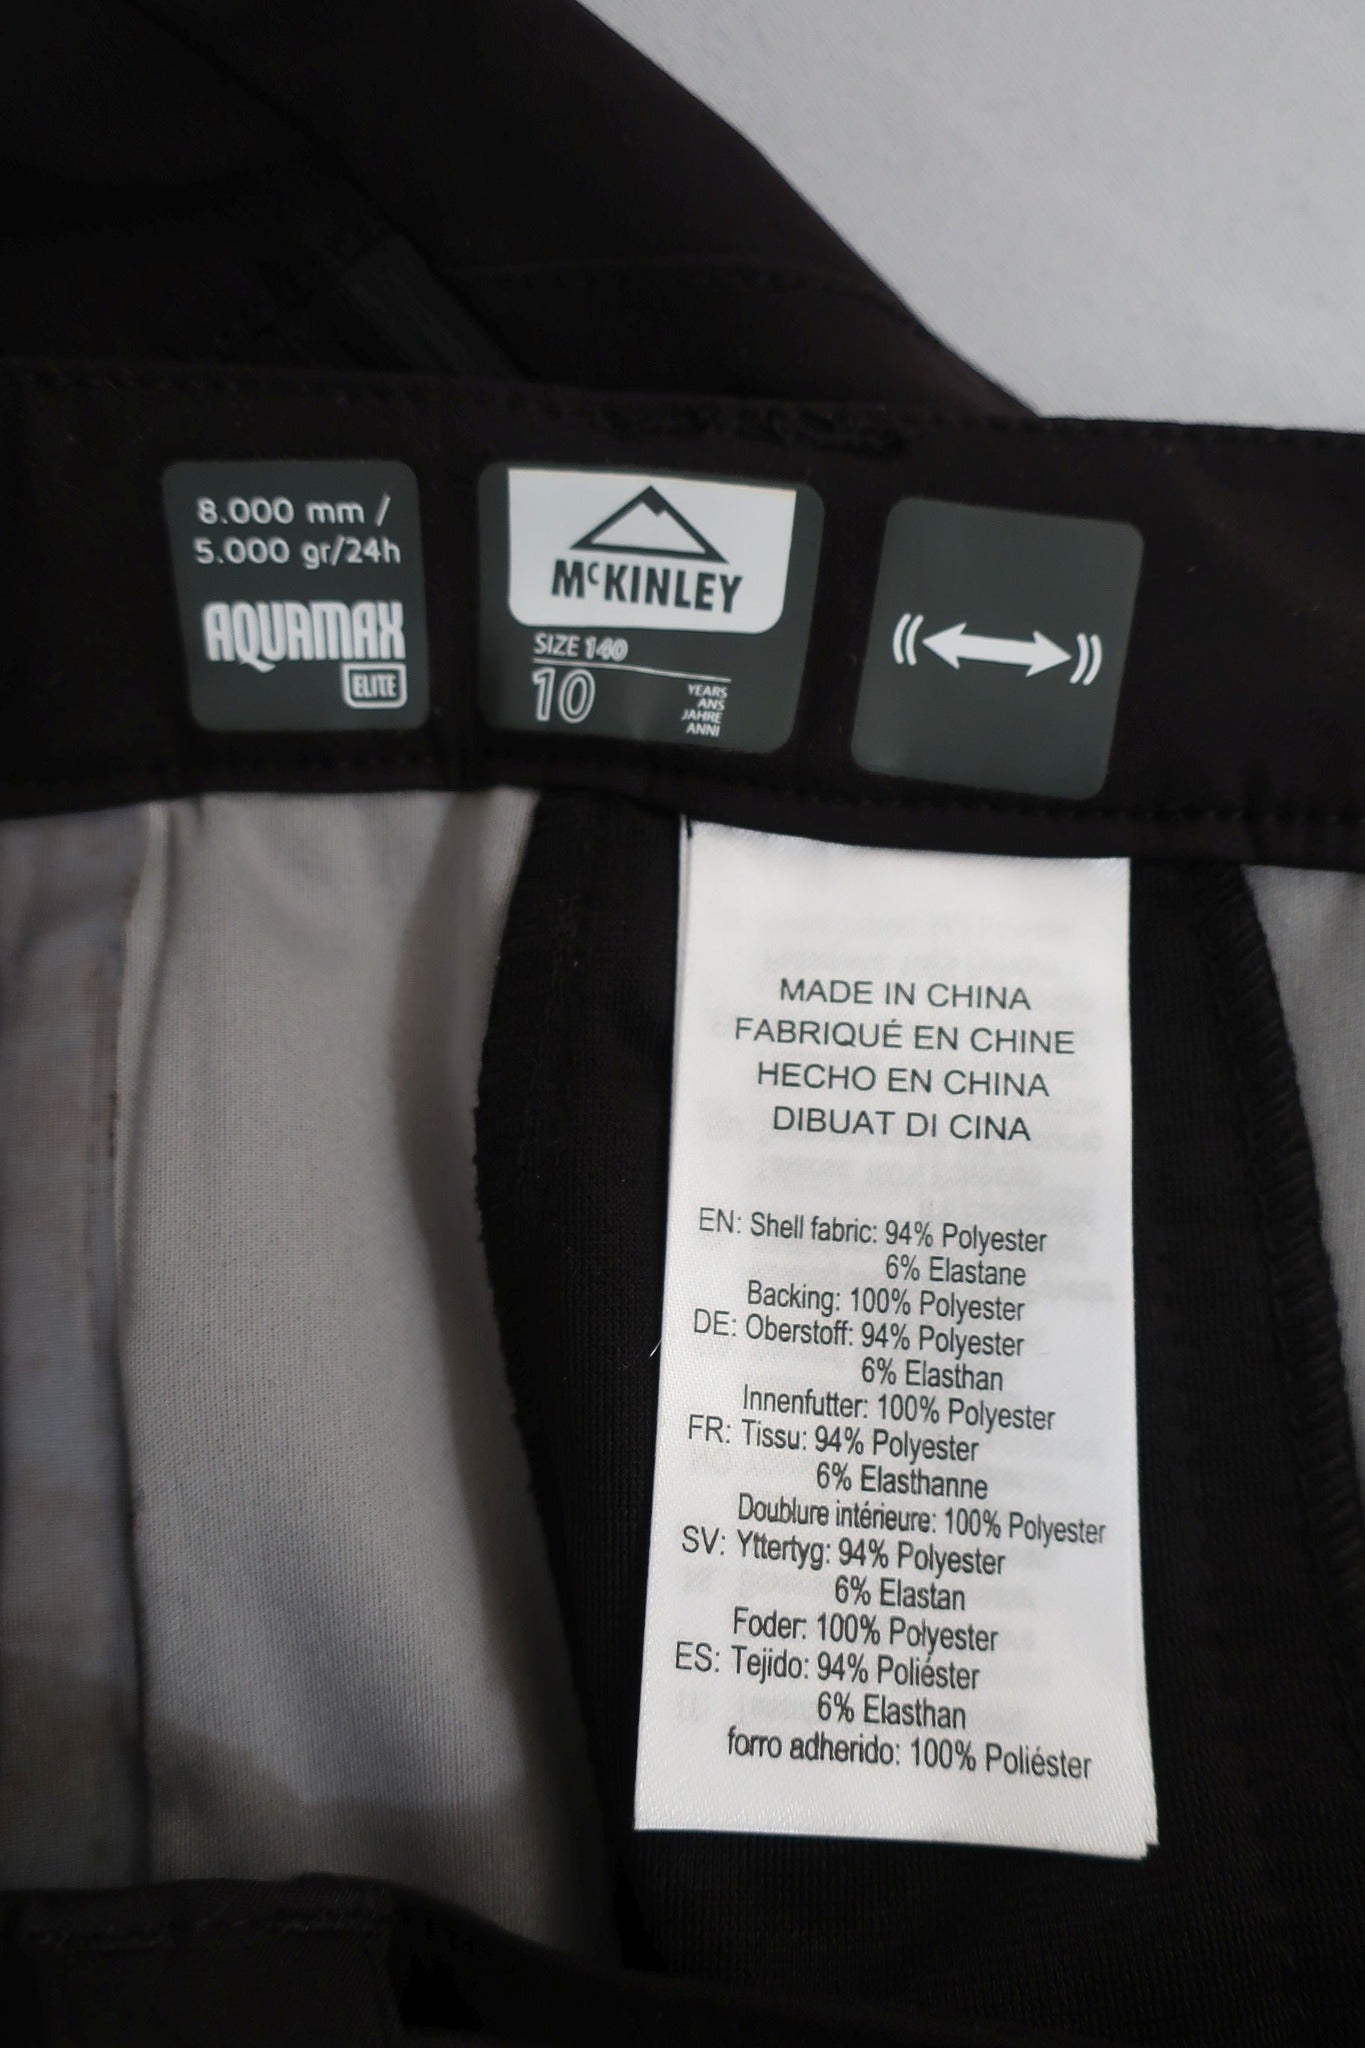 8.000 mm /
5.000 gr/24h
AQUAMAX
ELITE
McKINLEY
SIZE 140
10
YEARS
ANS
JAHRE
ANNI
MADE IN CHINA
FABRIQUÉ EN CHINE
HECHO EN CHINA
DIBUAT DI CINA
EN: Shell fabric: 94% Polyester
6% Elastane
Backing: 100% Polyester
DE: Oberstoff: 94% Polyester
6% Elasthan
Innenfutter: 100% Polyester
FR: Tissu: 94% Polyester
6% Elasthanne
Doublure intérieure: 100% Polyester
SV: Yttertyg: 94% Polyester
6% Elastan
Foder: 100% Polyester
ES: Tejido: 94% Poliéster
6% Elasthan
forro adherido: 100% Poliéster